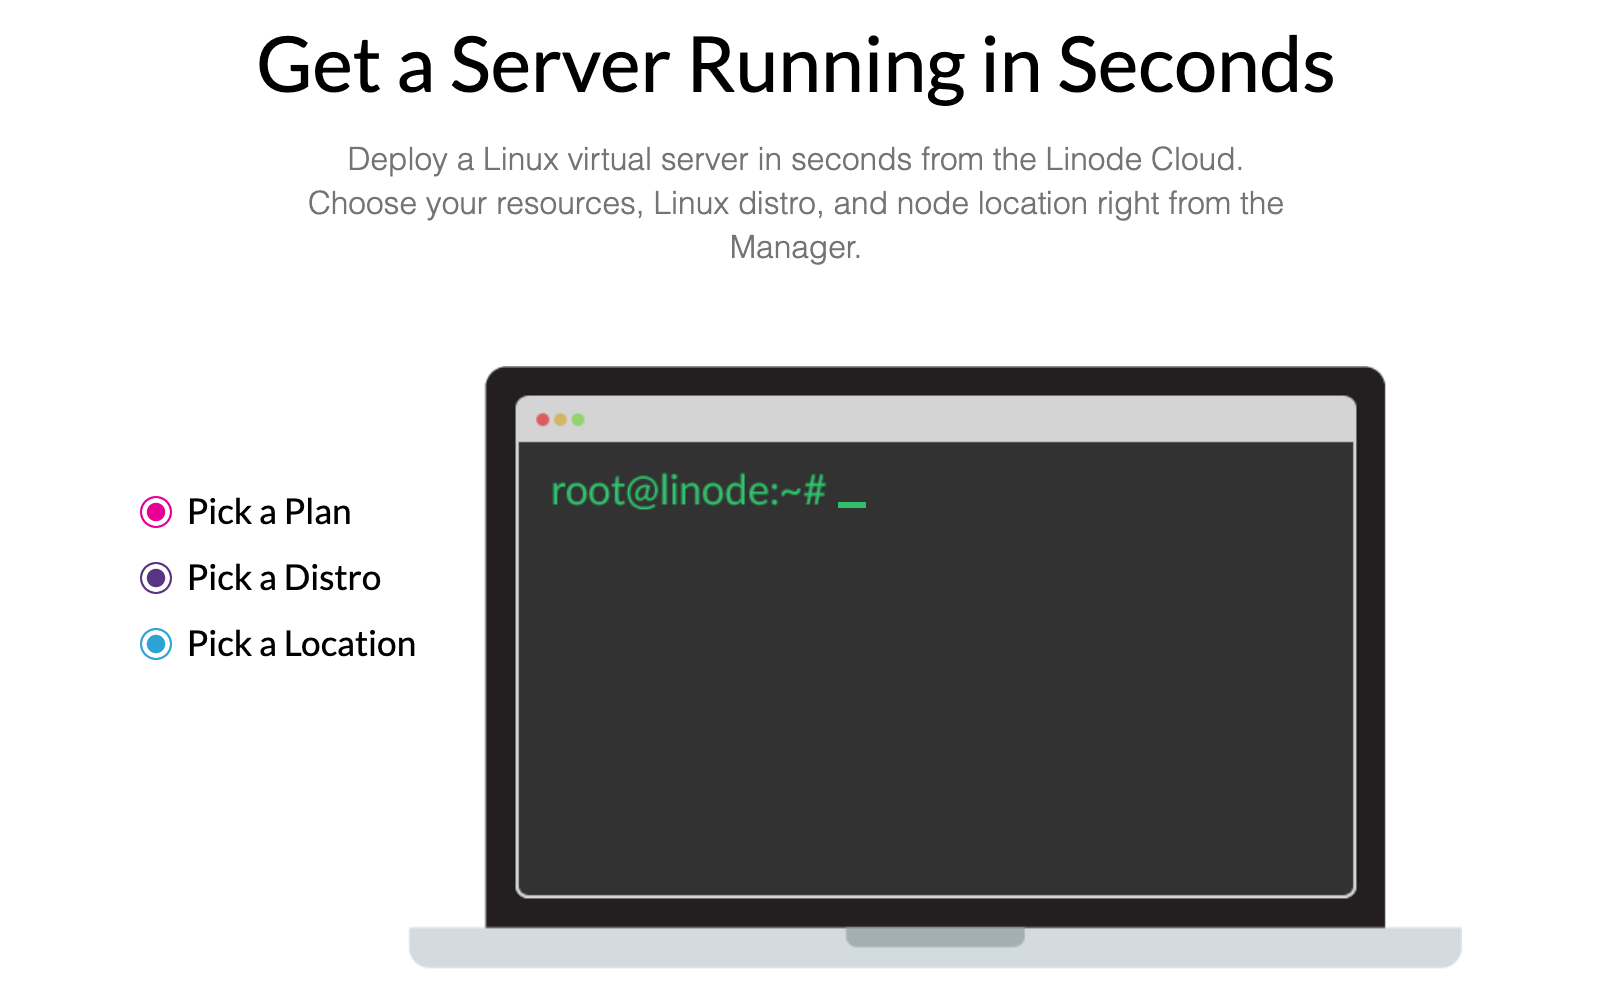 Get a Server Running in Seconds
Deploy a Linux virtual server in seconds from the Linode Cloud.
Choose your resources, Linux distro, and node location right from the
Manager.
root@linode:~# _
Pick a Plan
Pick a Distro
Pick a Location